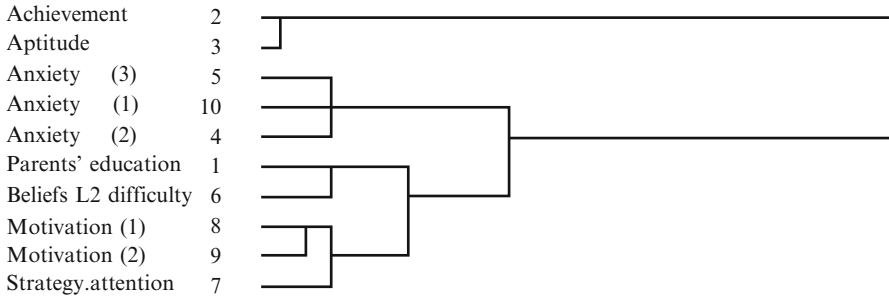 Achievement 2
Aptitude 3
Anxiety (3) 5
Anxiety (1) 10
Anxiety (2) 4
Parents’ education 1
Beliefs L2 difficulty 6
Motivation (1) 8
Motivation (2) 9
Strategy.attention 7